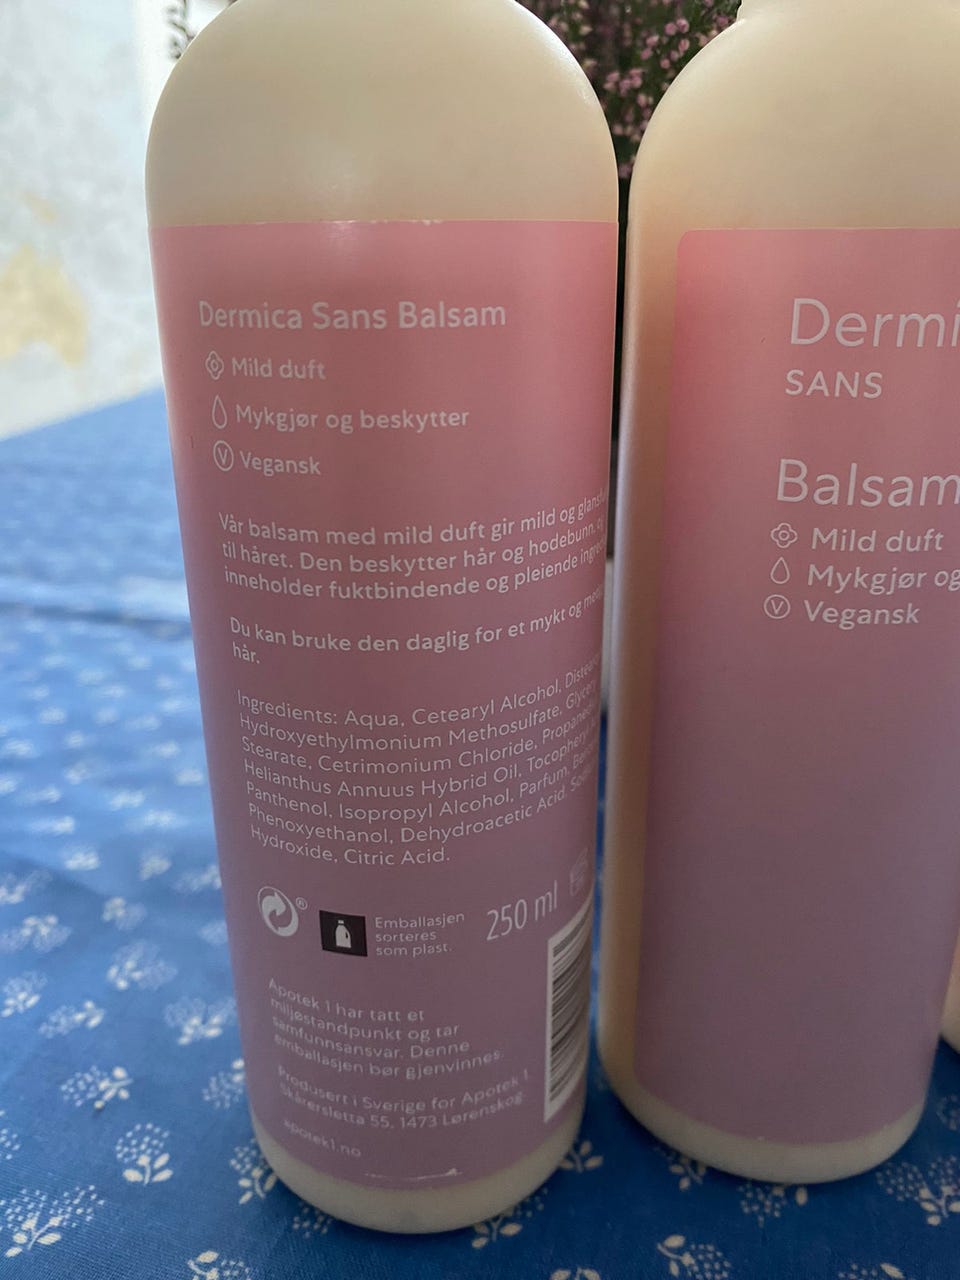 Dermica Sans Balsam
Mild duft
Mykgjør og beskytter
V Vegansk
Vår balsam med mild duft gir mild og
til håret. Den beskytter hår og hodebunn, og
inneholder fuktbindende og pleiende
Du kan bruke den daglig for et mykt og
hår.
Ingredients: Aqua, Cetearyl Alcohol,
Hydroxyethylmonium Methosulfate,
Stearate, Cetrimonium Chloride,
Helianthus Annuus Hybrid Oil,
Panthenol, Isopropyl Alcohol, Parfum,
Phenoxyethanol, Dehydroacetic Acid,
Hydroxide, Citric Acid.
Emballasjen
sorteres
som plast.
250 ml
Apotek 1 har tatt et
miljøstandpunkt og tar
samfunnsansvar. Denne
emballasjen bør gjenvinnes.
Produsert i Sverige for Apotek 1
Skårersletta 55, 1473 Lørenskog
apotek1.no
Dermi
SANS
Balsam
Mild duft
Mykgjør og
V Vegansk